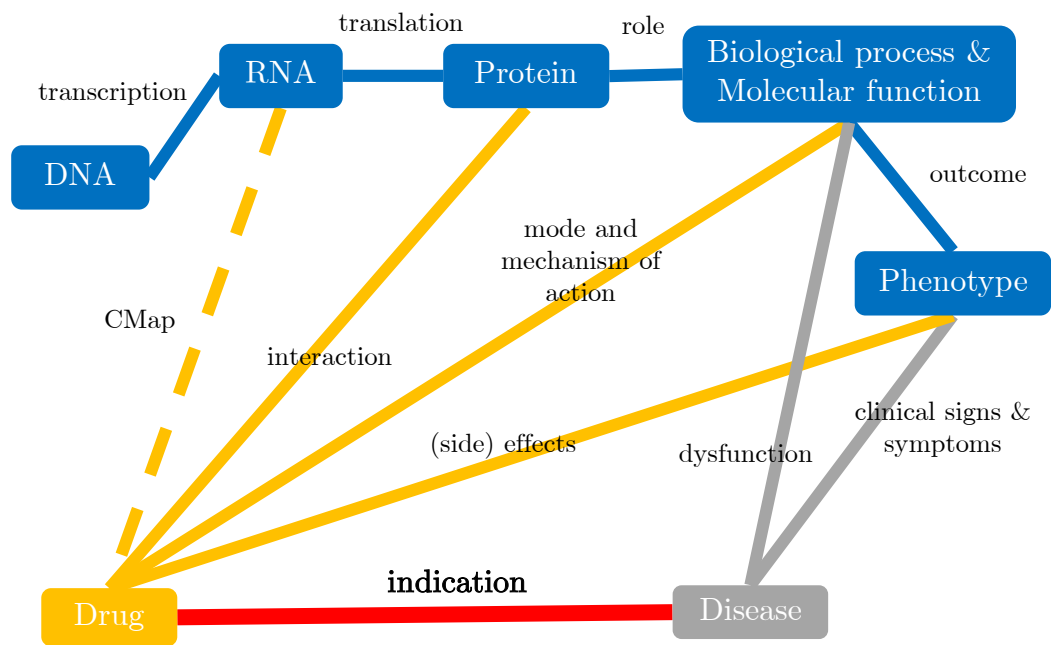 translation
role
RNA
Protein
Biological process &
Molecular function
transcription
DNA
outcome
mode and
mechanism of
action
Phenotype
CMap
interaction
clinical signs &
symptoms
(side) effects
dysfunction
indication
Drug
Disease